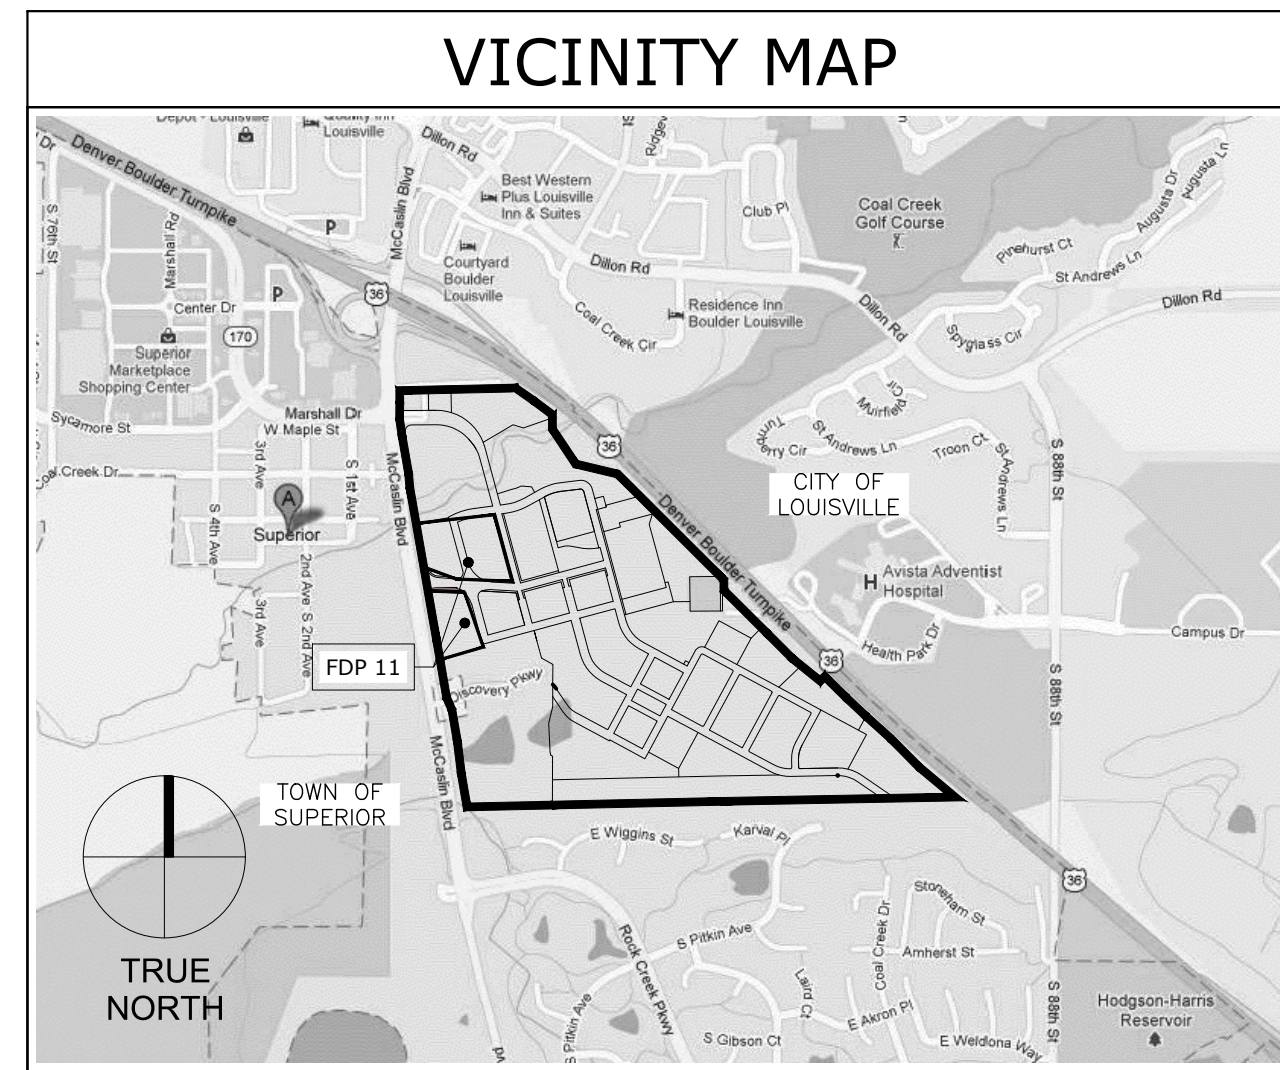 VICINITY MAP
Depot - Louisville
Quality Inn
Louisville
Dillon Rd
Ridgev
Dr
Denver Boulder Turnpike
McCaslin Blvd
Best Western
Plus Louisville
Inn & Suites
Club Pl
Coal Creek
Golf Course
Augusta Dr
Augusta Ln
S 76th St
Marshall Rd
P
Courtyard
Boulder
Louisville
Dillon Rd
Pinehurst Ct
St Andrews Ln
P
36
Center Dr
170
Coal Creek Cir
Residence Inn
Boulder Louisville
Dillon Rd
Spyglass Cir
Dillon Rd
Superior
Marketplace
Shopping Center
Muirfield Cir
Sycamore St
Marshall Dr
W Maple St
Turnberry Cir
St Andrews Ln
Troon Ct
St Andrews Ln
S 88th St
36
3rd Ave
S 1st Ave
McCaslin Blvd
Coal Creek Dr
CITY OF
LOUISVILLE
A
Superior
S 4th Ave
Denver Boulder Turnpike
H
Avista Adventist
Hospital
2nd Ave
S 2nd Ave
3rd Ave
Health Park Dr
Campus Dr
FDP 11
36
Discovery Pkwy
S 88th St
McCaslin Blvd
TOWN OF
SUPERIOR
E Wiggins St
Karval Pl
36
TRUE
NORTH
S Pitkin Ave
Rock Creek Pkwy
Coal Creek Dr
Stoneham St
Amherst St
S Pitkin Ave
Laird Ct
E Akron Pl
S Gibson Ct
E Weldona Way
S 88th St
Hodgson-Harris
Reservoir